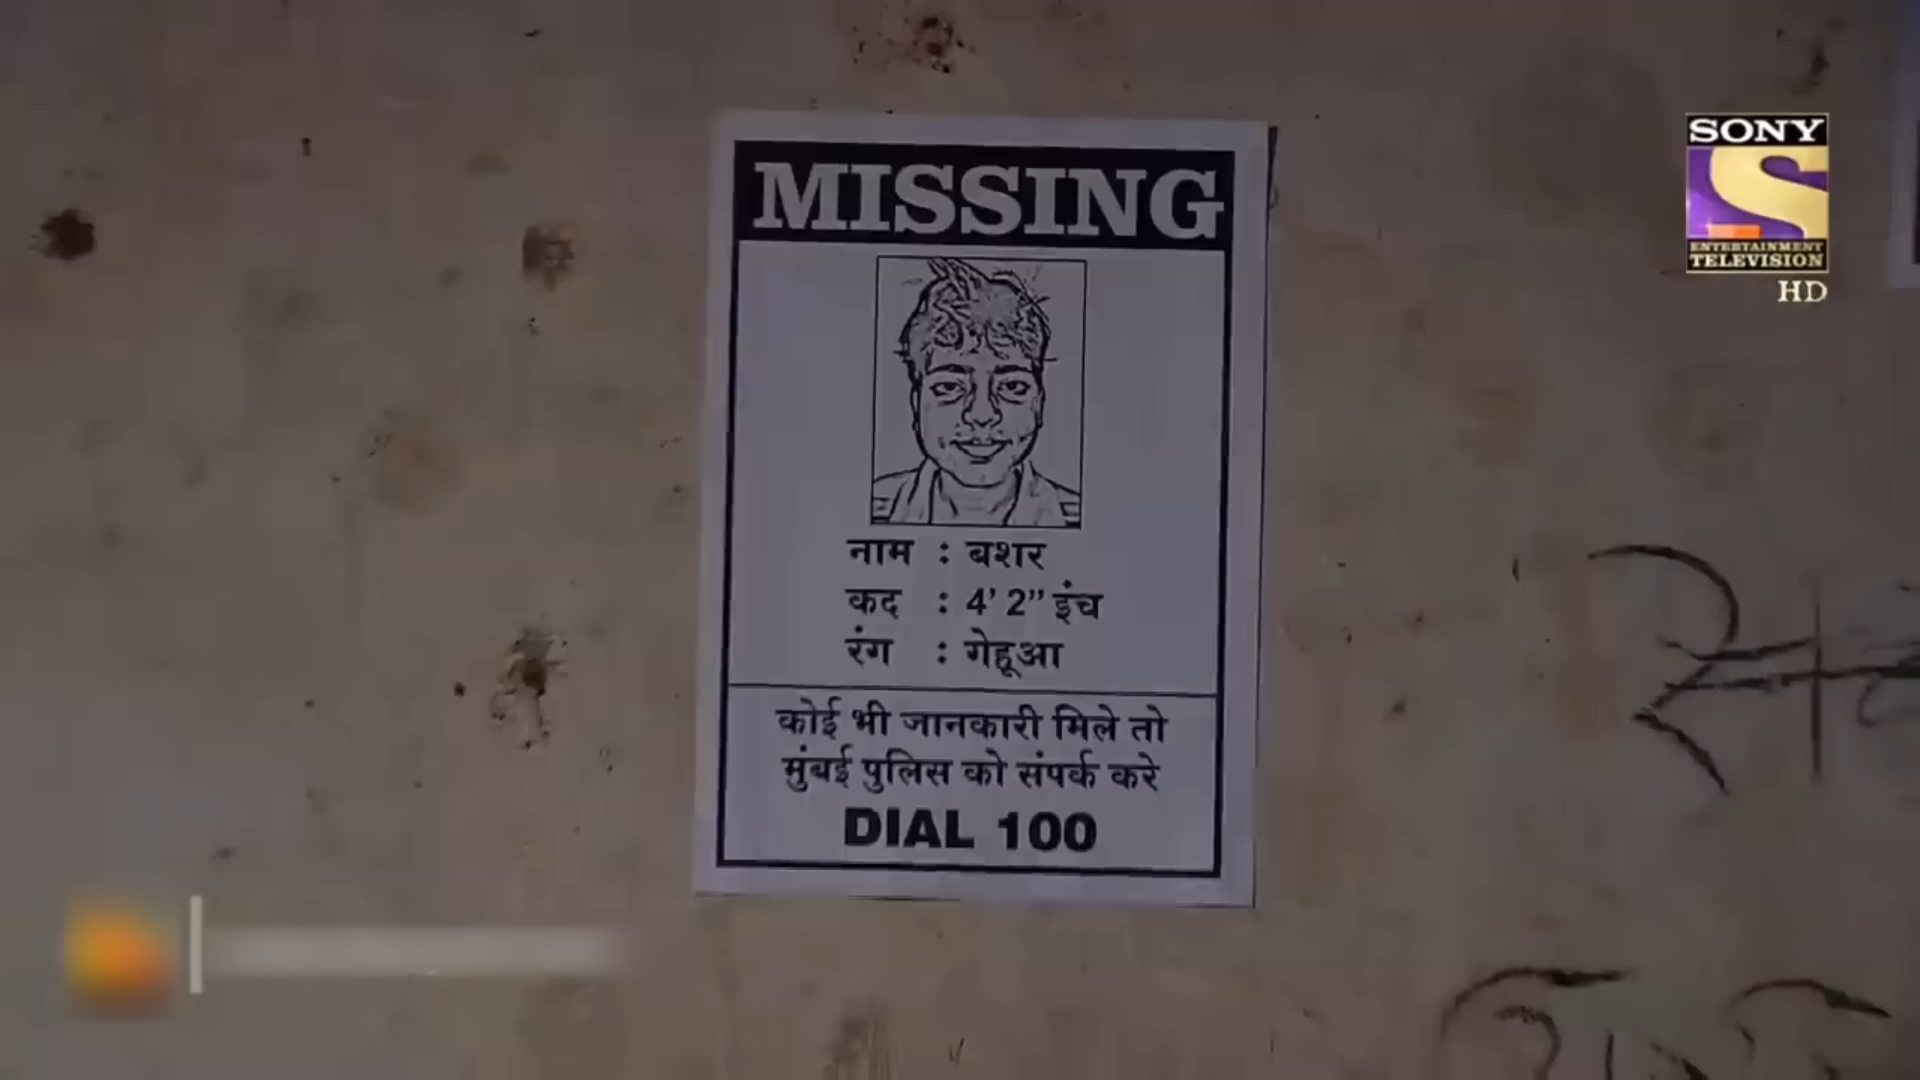 MISSING
नाम : बशर
कद : 4' 2" इंच
रंग : गेहूआ
कोई भी जानकारी मिले तो
मुंबई पुलिस को संपर्क करे
DIAL 100
SONY
ENTERTAINMENT
TELEVISION
HD